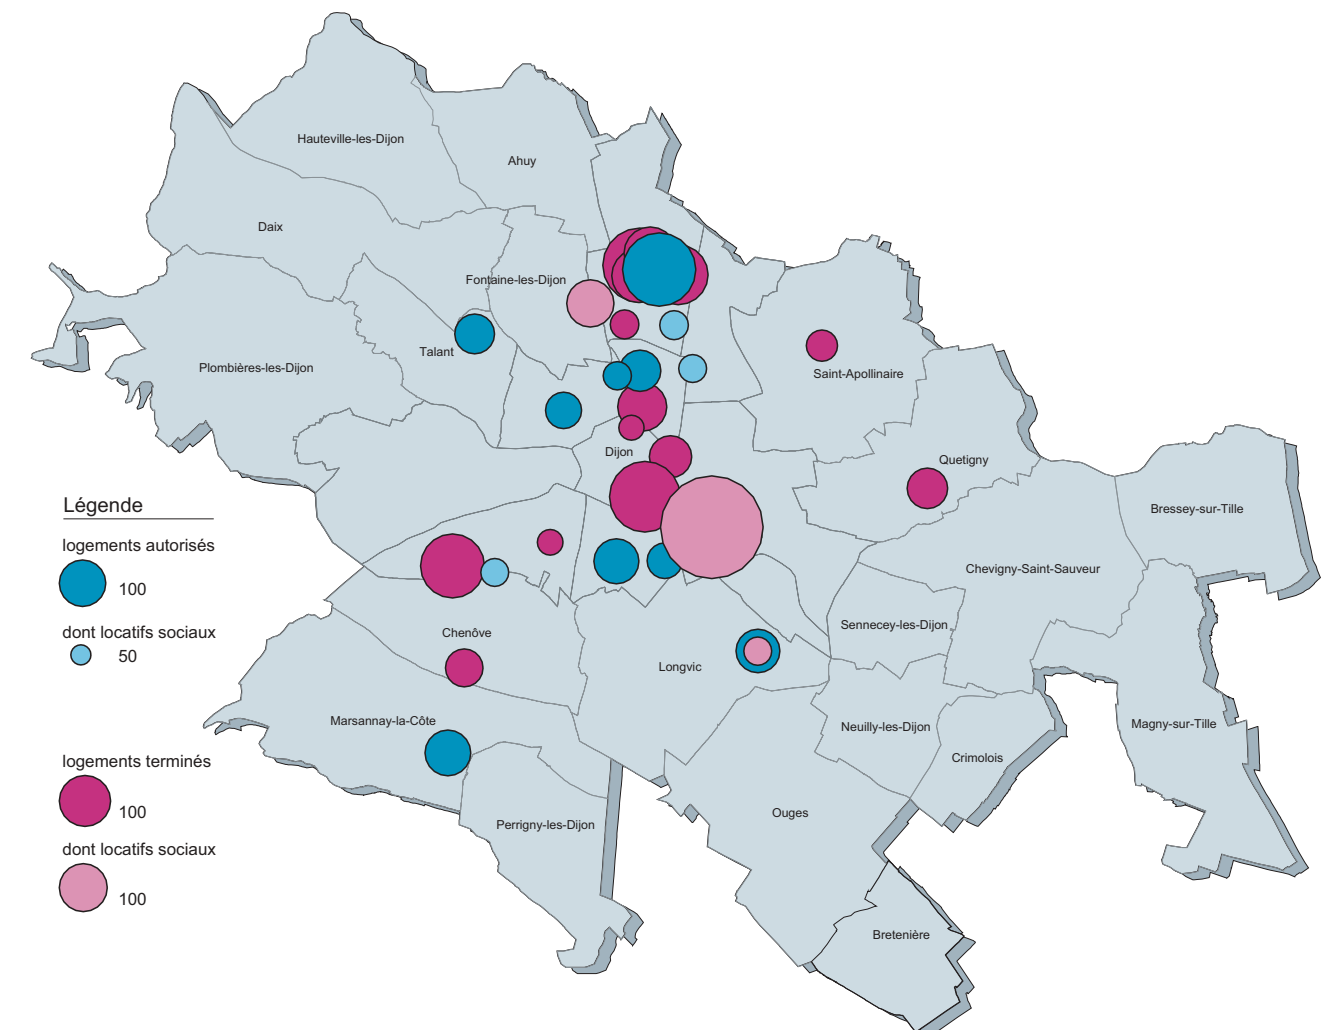 Hauteville-les-Dijon
Ahuy
Daix
Fontaine-les-Dijon
Talant
Plombières-les-Dijon
Saint-Apollinaire
Dijon
Quetigny
Bressey-sur-Tille
Chevigny-Saint-Sauveur
Sennecey-les-Dijon
Chenôve
Longvic
Marsannay-la-Côte
Neuilly-les-Dijon
Magny-sur-Tille
Crimolois
Perrigny-les-Dijon
Ouges
Bretenière
Légende
logements autorisés
100
dont locatifs sociaux
50
logements terminés
100
dont locatifs sociaux
100